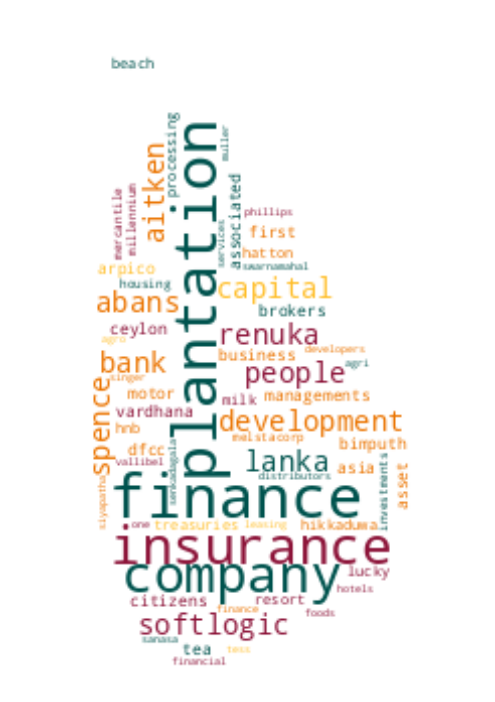 beach
processing
plantation
muller
aitken
mercantile
millennium
associated
services
phillips
first
hatton
swarnamahal
arpico
housing
capital
abans
brokers
ceylon
renuka
agro
business
developers
bank
people
agri
singer
spence
motor
milk
managements
vardhana
development
hnb
melstacorp
bimputh
dfcc
senkadagala
vallibel
lanka
asia
asset
distributors
investments
siyapatha
finance
one
treasuries
leasing
hikkaduwa
insurance
company
lucky
hotels
citizens
resort
finance
foods
softlogic
sanasa
tea
tess
financial